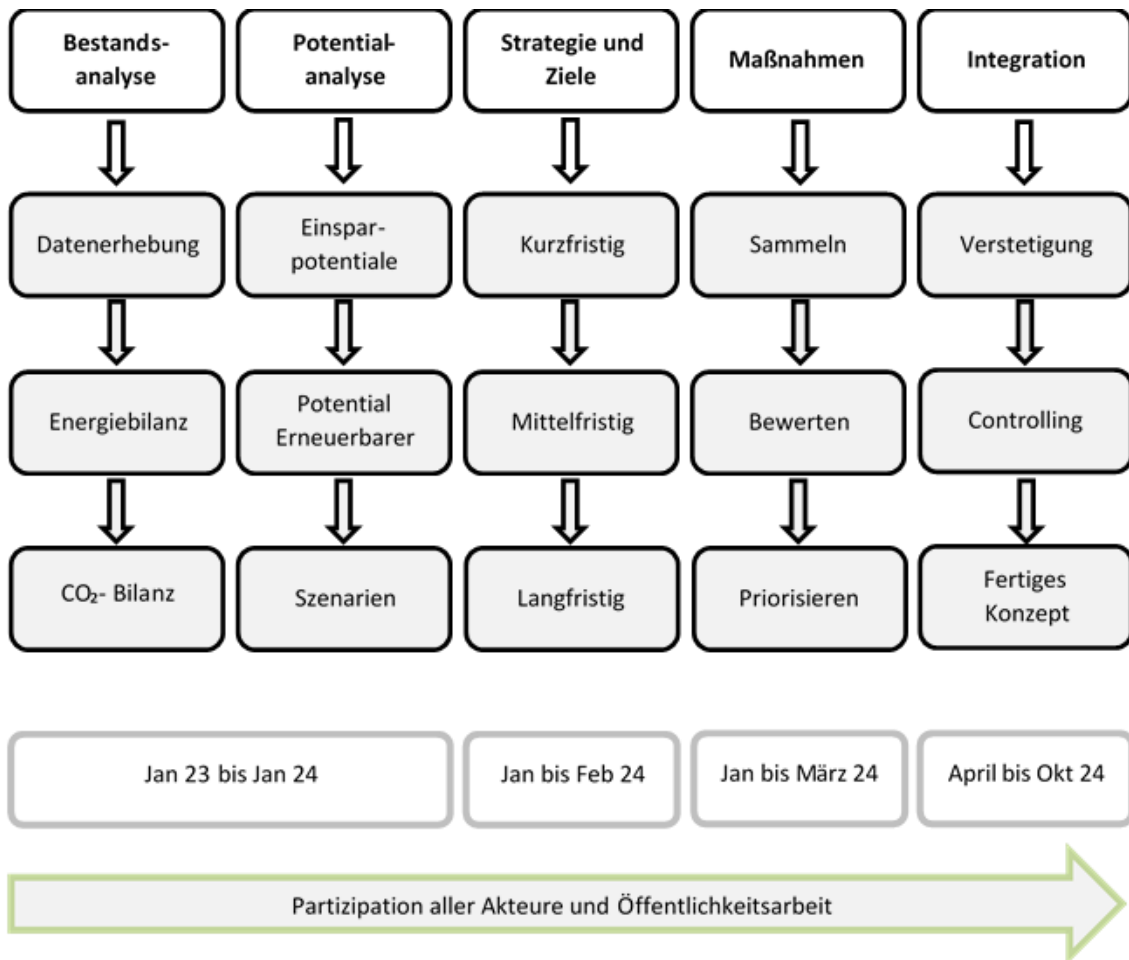 Bestands-
analyse
Potential-
analyse
Strategie und
Ziele
Maßnahmen
Integration
Datenerhebung
Einspar-
potentiale
Kurzfristig
Sammeln
Verstetigung
Energiebilanz
Potential
Erneuerbarer
Mittelfristig
Bewerten
Controlling
CO₂- Bilanz
Szenarien
Langfristig
Priorisieren
Fertiges
Konzept
Jan 23 bis Jan 24
Jan bis Feb 24
Jan bis März 24
April bis Okt 24
Partizipation aller Akteure und Öffentlichkeitsarbeit